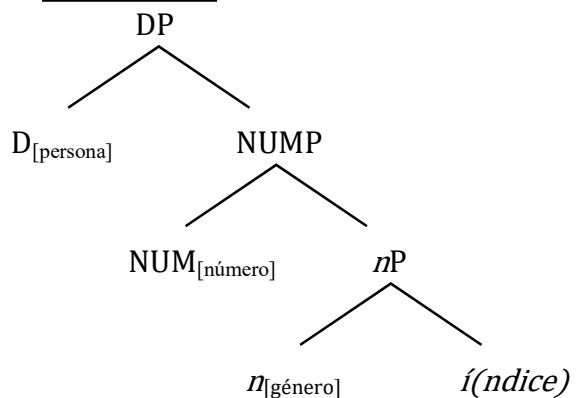 DP
D[persona] NUMP
NUM[número] nP
n[género] í(ndice)